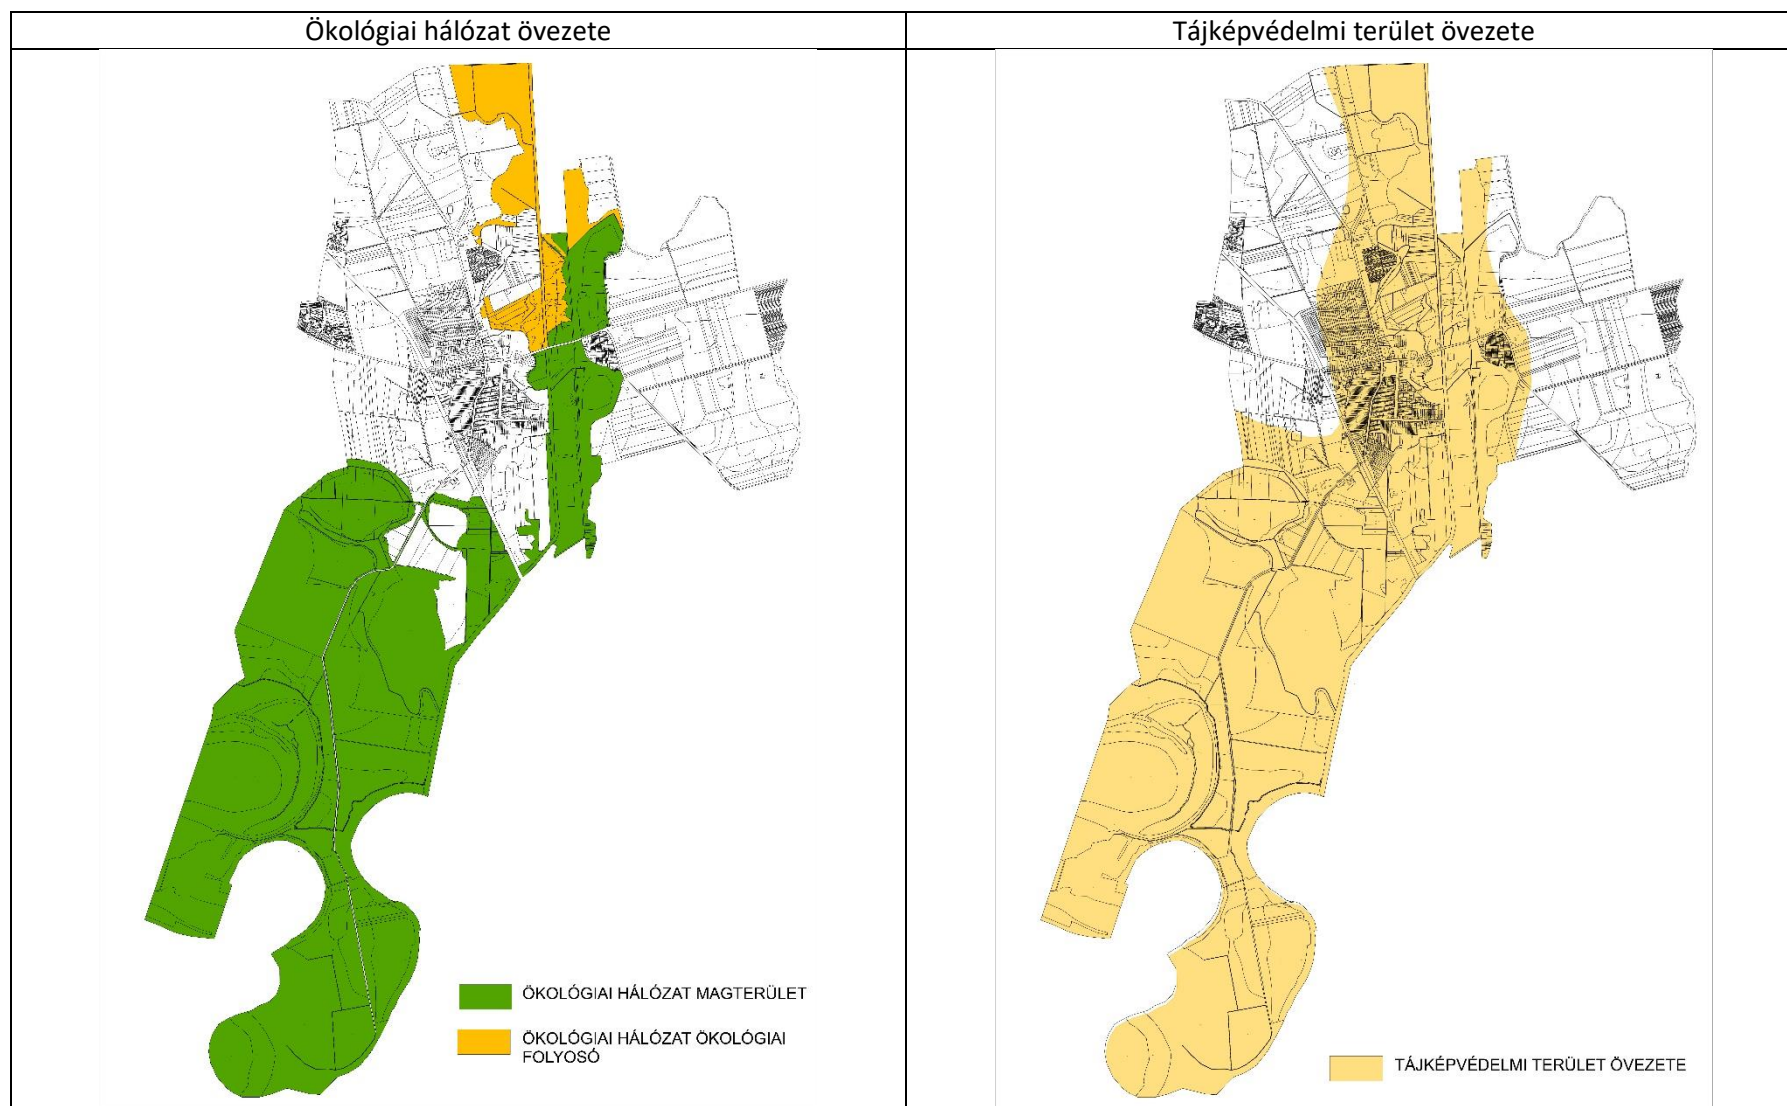 Ökológiai hálózat övezete
Tájképvédelmi terület övezete
ÖKOLÓGIAI HÁLÓZAT MAGTERÜLET
ÖKOLÓGIAI HÁLÓZAT ÖKOLÓGIAI
FOLYOSÓ
TÁJKÉPVÉDELMI TERÜLET ÖVEZETE